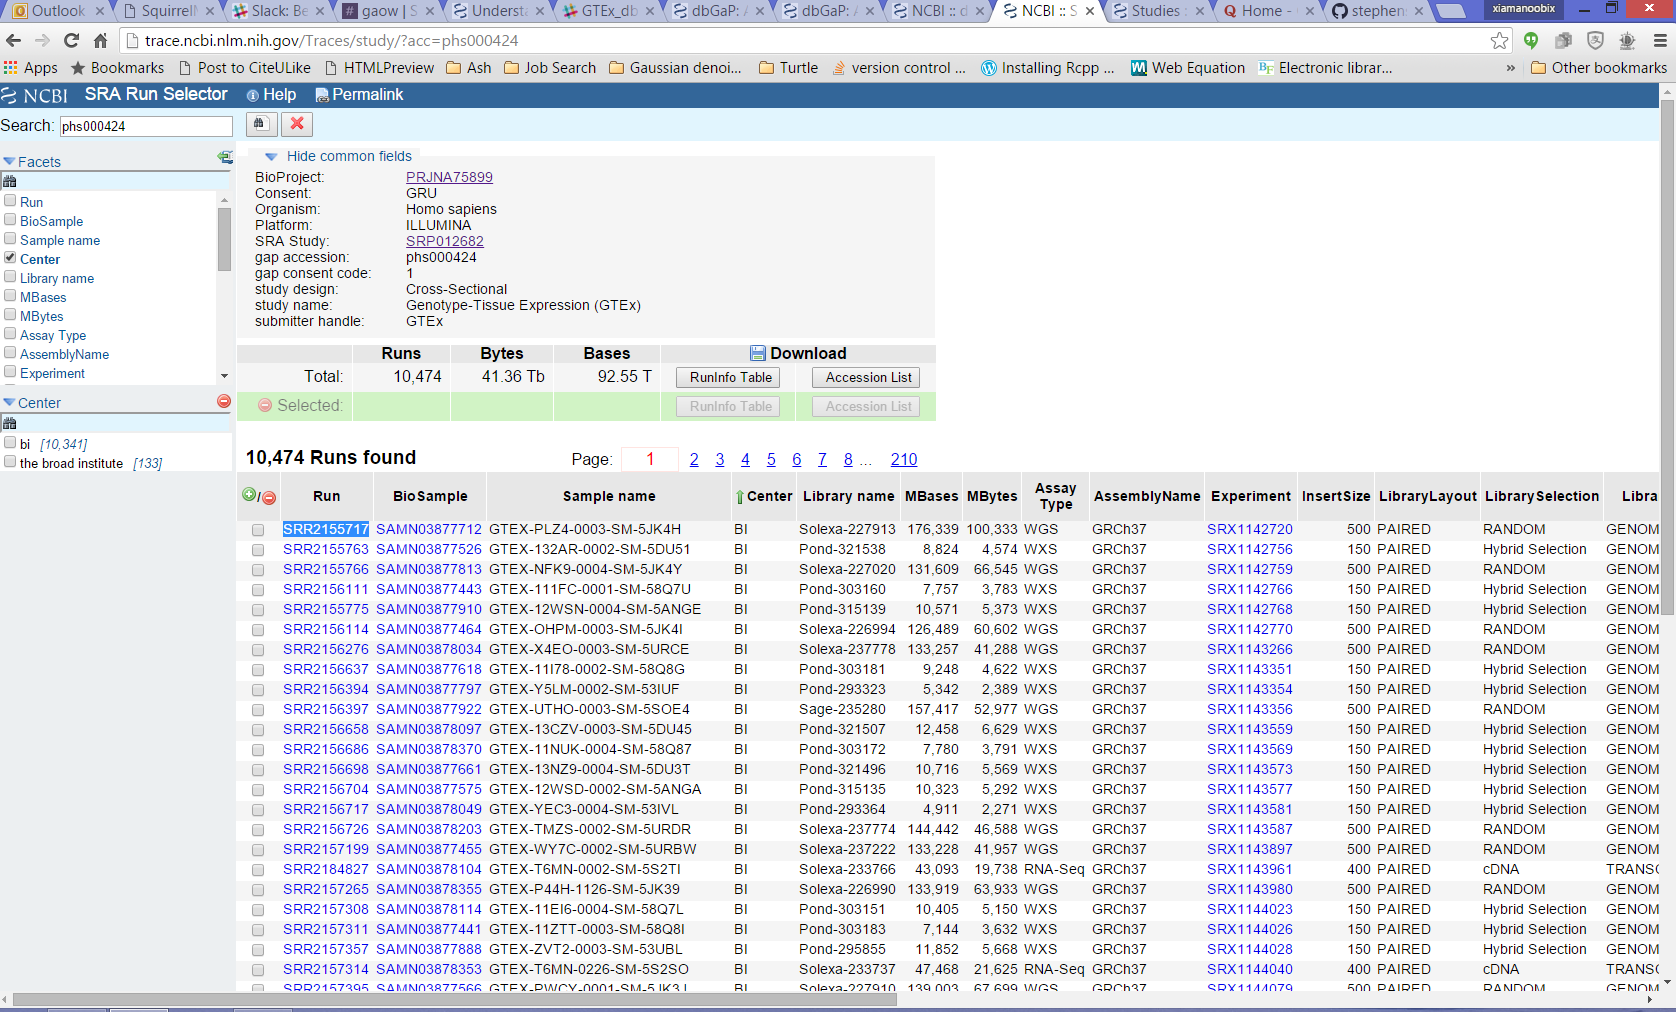 Outlook
SquirrelM
Slack: Be
gaow | S
Underst
GTEx_db
dbGaP: A
dbGaP: A
NCBI :: d
NCBI :: S
Studies :
Home -
stephens
xiamanoobix
trace.ncbi.nlm.nih.gov/Traces/study/?acc=phs000424
Apps Bookmarks Post to CiteULike HTMLPreview Ash Job Search Gaussian denoi... Turtle version control ... Installing Rcpp ... Web Equation Electronic librar... » Other bookmarks
NCBI SRA Run Selector Help Permalink
Search: phs000424
Facets
Run
BioSample
Sample name
Center
Library name
MBases
MBytes
Assay Type
AssemblyName
Experiment
Center
bi [10,341]
the broad institute [133]
Hide common fields
BioProject: PRJNA75899
Consent: GRU
Organism: Homo sapiens
Platform: ILLUMINA
SRA Study: SRP012682
gap accession: phs000424
gap consent code: 1
study design: Cross-Sectional
study name: Genotype-Tissue Expression (GTEx)
submitter handle: GTEx
Runs Bytes Bases Download
Total: 10,474 41.36 Tb 92.55 T RunInfo Table Accession List
Selected: RunInfo Table Accession List
10,474 Runs found Page: 1 2 3 4 5 6 7 8 ... 210
/ Run BioSample Sample name Center Library name MBases MBytes Assay Type AssemblyName Experiment InsertSize LibraryLayout LibrarySelection Libra
SRR2155717 SAMN03877712 GTEX-PLZ4-0003-SM-5JK4H BI Solexa-227913 176,339 100,333 WGS GRCh37 SRX1142720 500 PAIRED RANDOM GENOM
SRR2155763 SAMN03877526 GTEX-132AR-0002-SM-5DU51 BI Pond-321538 8,824 4,574 WXS GRCh37 SRX1142756 150 PAIRED Hybrid Selection GENOM
SRR2155766 SAMN03877813 GTEX-NFK9-0004-SM-5JK4Y BI Solexa-227020 131,609 66,545 WGS GRCh37 SRX1142759 500 PAIRED RANDOM GENOM
SRR2156111 SAMN03877443 GTEX-111FC-0001-SM-58Q7U BI Pond-303160 7,757 3,783 WXS GRCh37 SRX1142766 150 PAIRED Hybrid Selection GENOM
SRR2155775 SAMN03877910 GTEX-12WSN-0004-SM-5ANGE BI Pond-315139 10,571 5,373 WXS GRCh37 SRX1142768 150 PAIRED Hybrid Selection GENOM
SRR2156114 SAMN03877464 GTEX-OHPM-0003-SM-5JK4I BI Solexa-226994 126,489 60,602 WGS GRCh37 SRX1142770 500 PAIRED RANDOM GENOM
SRR2156276 SAMN03878034 GTEX-X4EO-0003-SM-5URCE BI Solexa-237778 133,257 41,288 WGS GRCh37 SRX1143266 500 PAIRED RANDOM GENOM
SRR2156637 SAMN03877618 GTEX-11I78-0002-SM-58Q8G BI Pond-303181 9,248 4,622 WXS GRCh37 SRX1143351 150 PAIRED Hybrid Selection GENOM
SRR2156394 SAMN03877797 GTEX-Y5LM-0002-SM-53IUF BI Pond-293323 5,342 2,389 WXS GRCh37 SRX1143354 150 PAIRED Hybrid Selection GENOM
SRR2156397 SAMN03877922 GTEX-UTHO-0003-SM-5SOE4 BI Sage-235280 157,417 52,977 WGS GRCh37 SRX1143356 500 PAIRED RANDOM GENOM
SRR2156658 SAMN03878097 GTEX-13CZV-0003-SM-5DU45 BI Pond-321507 12,458 6,629 WXS GRCh37 SRX1143559 150 PAIRED Hybrid Selection GENOM
SRR2156686 SAMN03878370 GTEX-11NUK-0004-SM-58Q87 BI Pond-303172 7,780 3,791 WXS GRCh37 SRX1143569 150 PAIRED Hybrid Selection GENOM
SRR2156698 SAMN03877661 GTEX-13NZ9-0004-SM-5DU3T BI Pond-321496 10,716 5,569 WXS GRCh37 SRX1143573 150 PAIRED Hybrid Selection GENOM
SRR2156704 SAMN03877575 GTEX-12WSD-0002-SM-5ANGA BI Pond-315135 10,323 5,292 WXS GRCh37 SRX1143577 150 PAIRED Hybrid Selection GENOM
SRR2156717 SAMN03878049 GTEX-YEC3-0004-SM-53IVL BI Pond-293364 4,911 2,271 WXS GRCh37 SRX1143581 150 PAIRED Hybrid Selection GENOM
SRR2156726 SAMN03878203 GTEX-TMZS-0002-SM-5URDR BI Solexa-237774 144,442 46,588 WGS GRCh37 SRX1143587 500 PAIRED RANDOM GENOM
SRR2157199 SAMN03877455 GTEX-WY7C-0002-SM-5URBW BI Solexa-237222 133,228 41,957 WGS GRCh37 SRX1143897 500 PAIRED RANDOM GENOM
SRR2184827 SAMN03878104 GTEX-T6MN-0002-SM-5S2TI BI Solexa-233766 43,093 19,738 RNA-Seq GRCh37 SRX1143961 400 PAIRED cDNA TRANSC
SRR2157265 SAMN03878355 GTEX-P44H-1126-SM-5JK39 BI Solexa-226990 133,919 63,933 WGS GRCh37 SRX1143980 500 PAIRED RANDOM GENOM
SRR2157308 SAMN03878114 GTEX-11EI6-0004-SM-58Q7L BI Pond-303151 10,405 5,150 WXS GRCh37 SRX1144023 150 PAIRED Hybrid Selection GENOM
SRR2157311 SAMN03877441 GTEX-11ZTT-0003-SM-58Q8I BI Pond-303183 7,144 3,632 WXS GRCh37 SRX1144026 150 PAIRED Hybrid Selection GENOM
SRR2157357 SAMN03877888 GTEX-ZVT2-0003-SM-53UBL BI Pond-295855 11,852 5,668 WXS GRCh37 SRX1144028 150 PAIRED Hybrid Selection GENOM
SRR2157314 SAMN03878353 GTEX-T6MN-0226-SM-5S2SO BI Solexa-233737 47,468 21,625 RNA-Seq GRCh37 SRX1144040 400 PAIRED cDNA TRANSC
SRR2157395 SAMN03877566 GTEX-PWCY-0001-SM-5JK3J BI Solexa-227910 139,003 67,699 WGS GRCh37 SRX1144079 500 PAIRED RANDOM GENOM